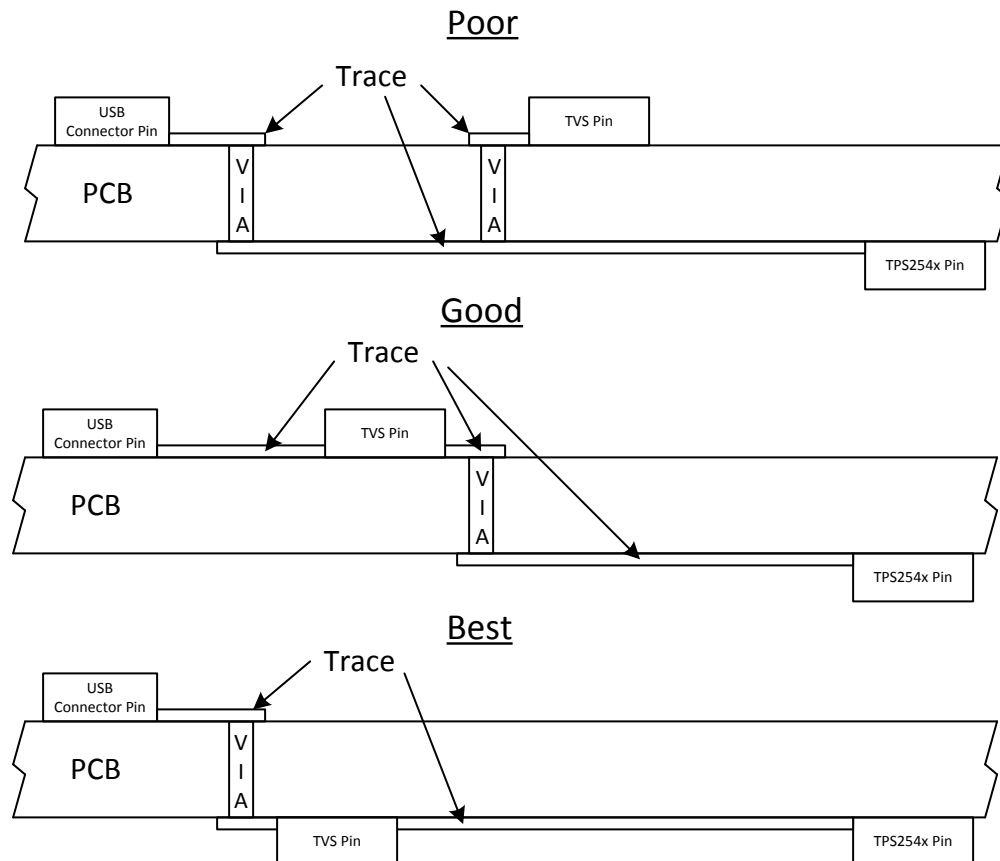 Poor
Trace
USB
Connector Pin
TVS Pin
PCB
V
I
A
V
I
A
TPS254x Pin
Good
Trace
USB
Connector Pin
TVS Pin
PCB
V
I
A
TPS254x Pin
Best
Trace
USB
Connector Pin
PCB
V
I
A
TVS Pin
TPS254x Pin